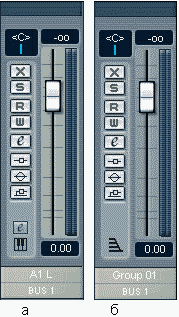 <C> -oo <C> -oo
X X
S S
R R
W W
e e
e
0.00 0.00
A1 L Group 01
BUS 1 BUS 1
а б